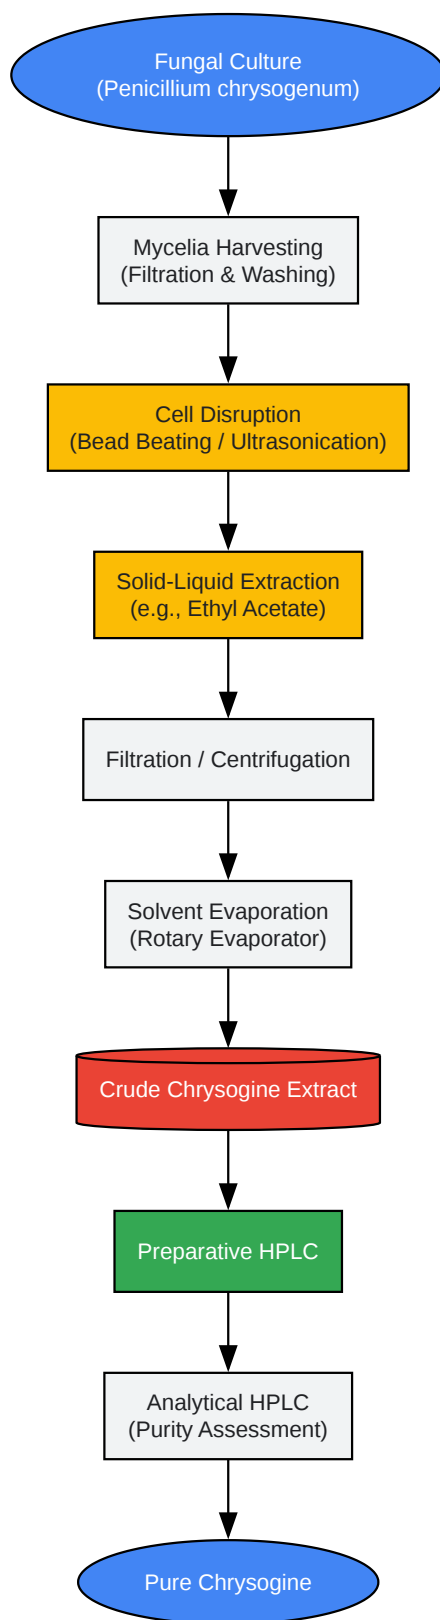 Fungal Culture
(Penicillium chrysogenum)
Mycelia Harvesting
(Filtration & Washing)
Cell Disruption
(Bead Beating / Ultrasonication)
Solid-Liquid Extraction
(e.g., Ethyl Acetate)
Filtration / Centrifugation
Solvent Evaporation
(Rotary Evaporator)
Crude Chrysogine Extract
Preparative HPLC
Analytical HPLC
(Purity Assessment)
Pure Chrysogine